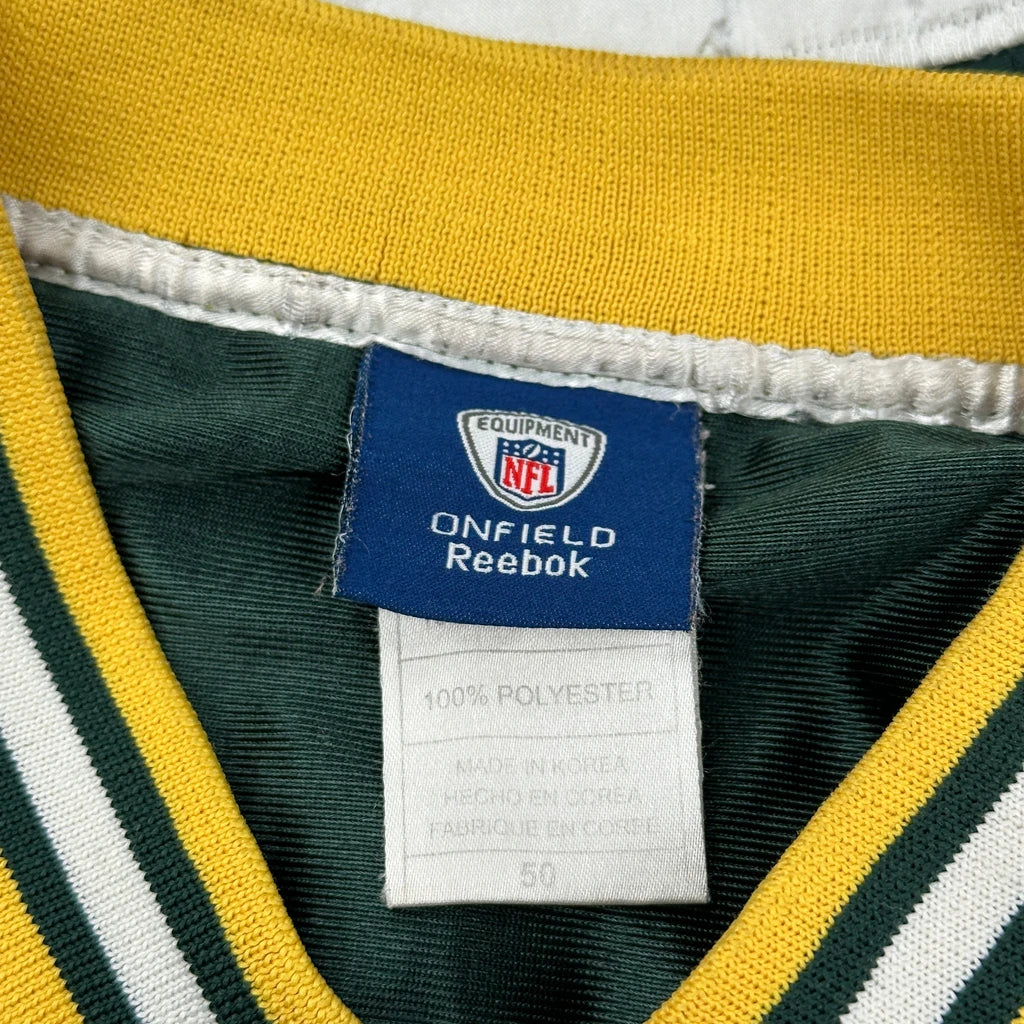 EQUIPMENT
NFL
ONFIELD
Reebok
100% POLYESTER
MADE IN KOREA
HECHO EN COREA
FABRIQUE EN COREE
50